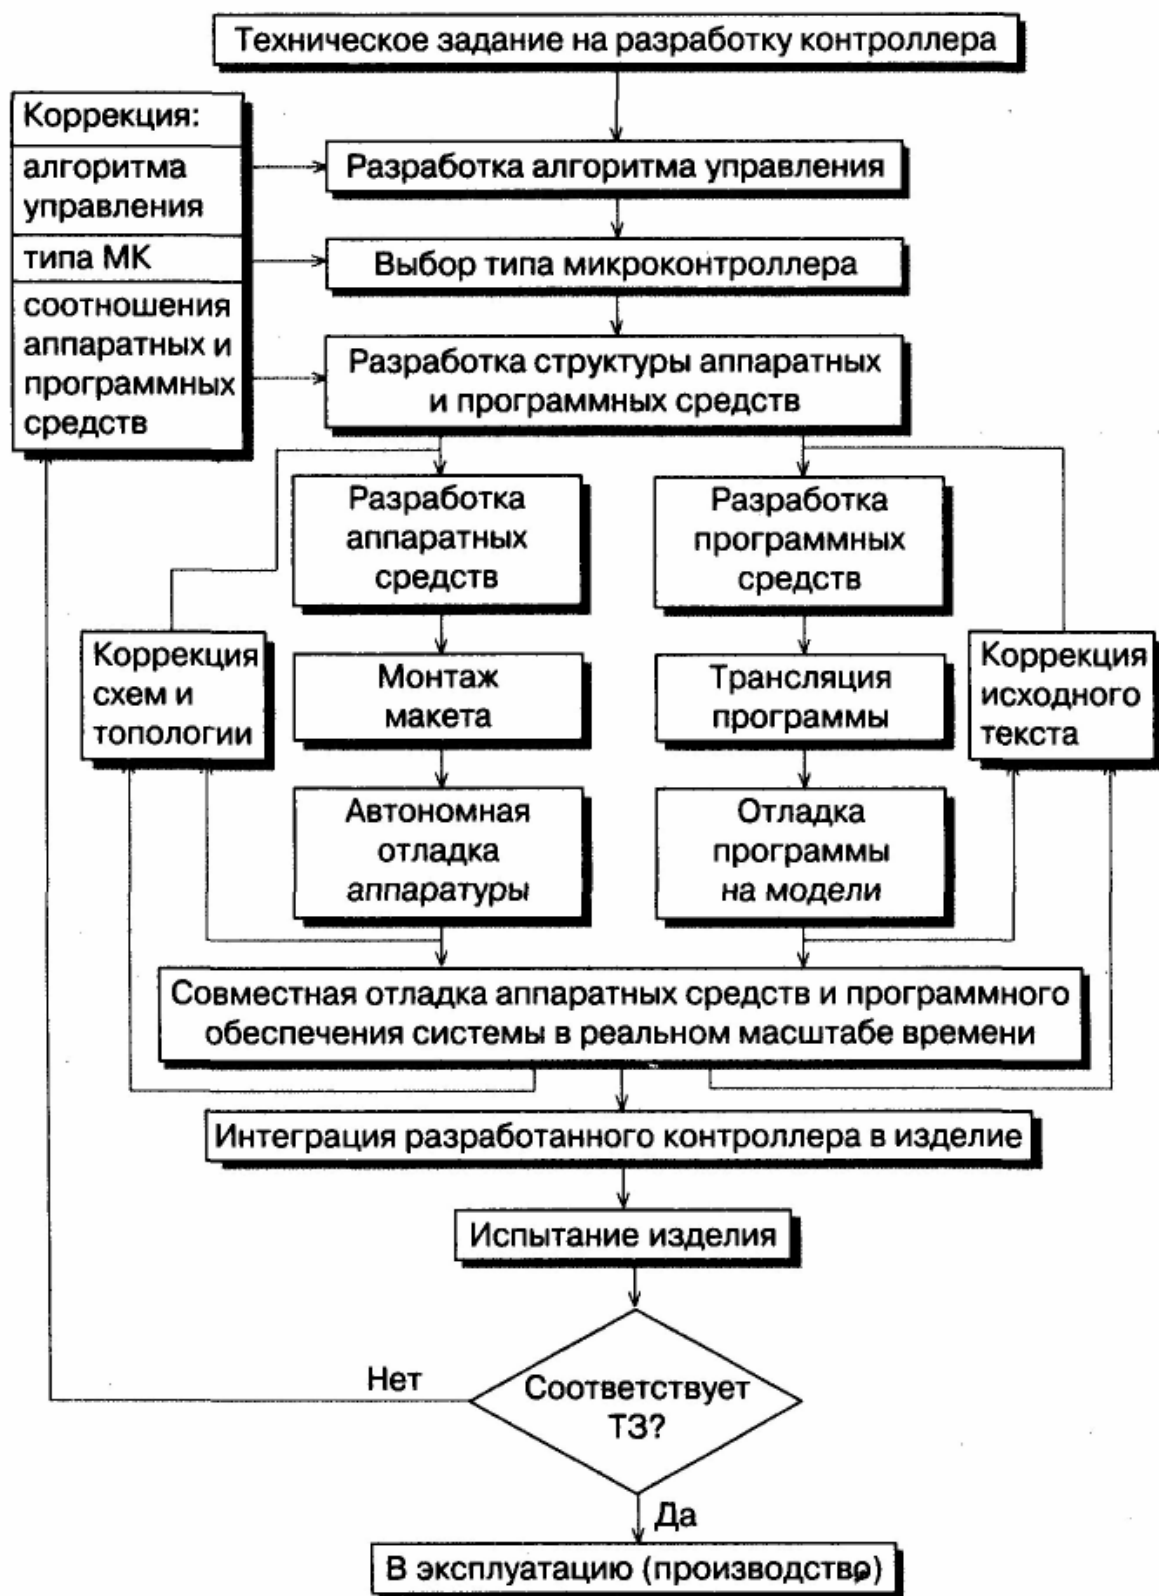 Техническое задание на разработку контроллера
Коррекция:
алгоритма
управления
типа МК
соотношения
аппаратных и
программных
средств
Разработка алгоритма управления
Выбор типа микроконтроллера
Разработка структуры аппаратных
и программных средств
Разработка
аппаратных
средств
Разработка
программных
средств
Коррекция
схем и
топологии
Монтаж
макета
Трансляция
программы
Коррекция
исходного
текста
Автономная
отладка
аппаратуры
Отладка
программы
на модели
Совместная отладка аппаратных средств и программного
обеспечения системы в реальном масштабе времени
Интеграция разработанного контроллера в изделие
Испытание изделия
Нет
Соответствует
ТЗ?
Да
В эксплуатацию (производство)